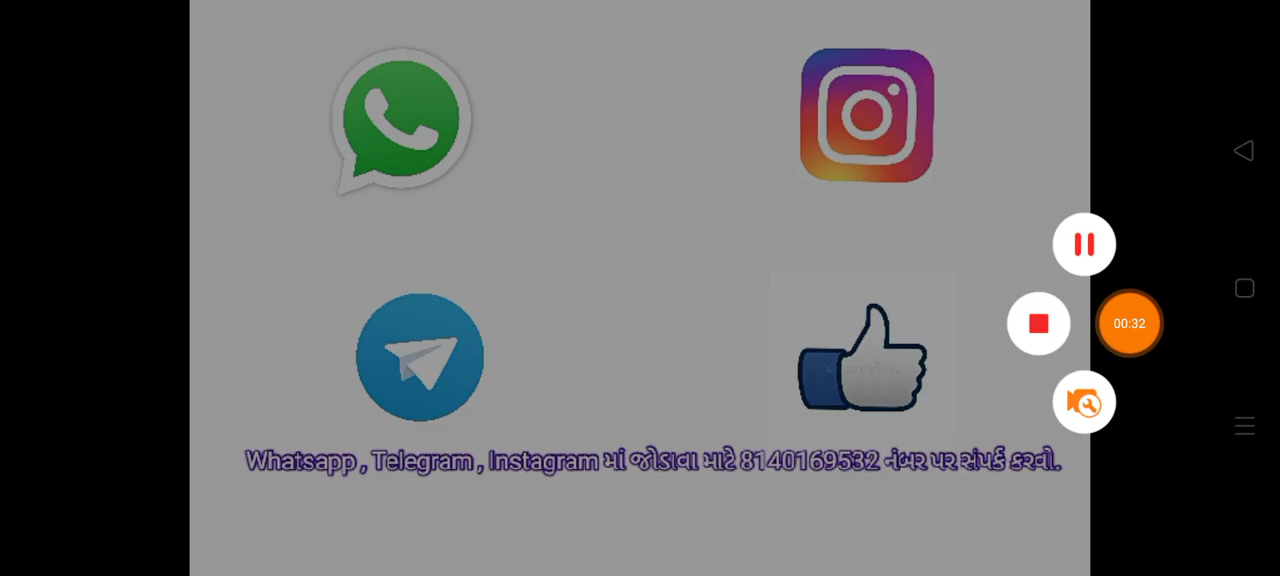 00:32
Whatsapp , Telegram , Instagram માં જોડાવા માટે 8140169532 નંબર પર સંપર્ક કરવો.